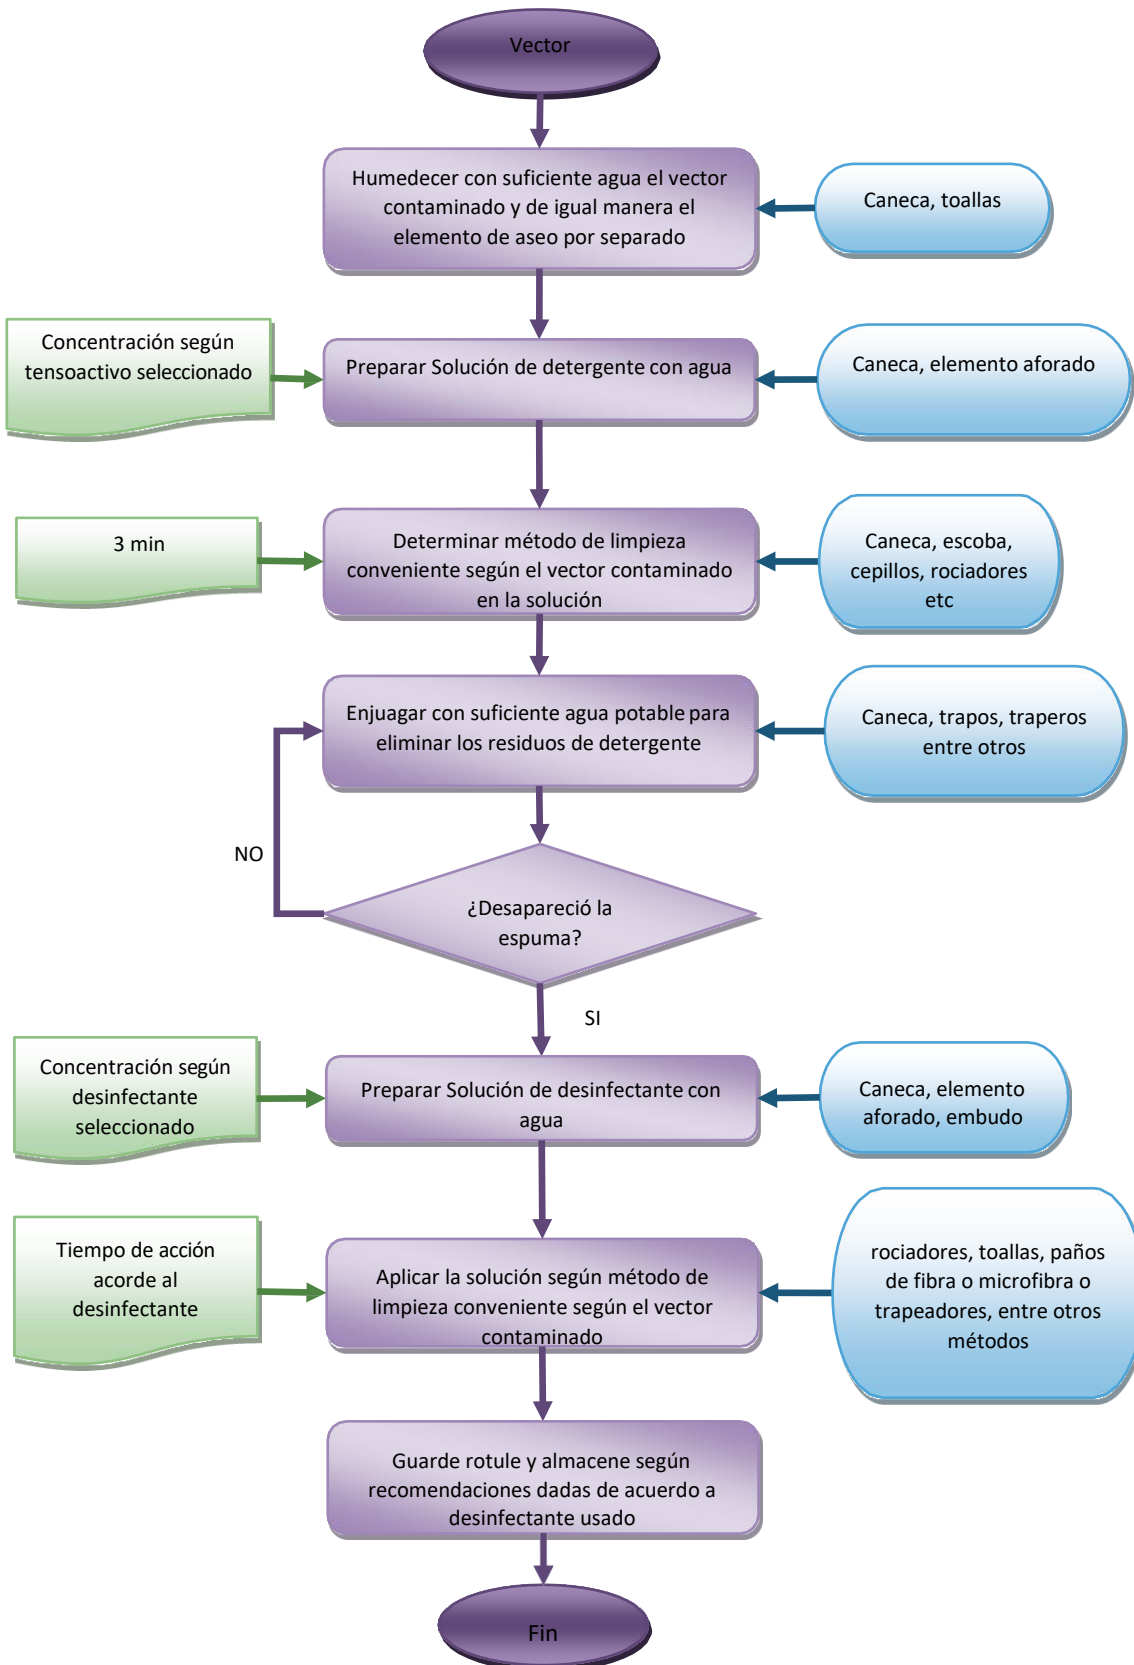 Vector
Humedecer con suficiente agua el vector
contaminado y de igual manera el
elemento de aseo por separado
Caneca, toallas
Concentración según
tensoactivo seleccionado
Preparar Solución de detergente con agua
Caneca, elemento aforado
3 min
Determinar método de limpieza
conveniente según el vector contaminado
en la solución
Caneca, escoba,
cepillos, rociadores
etc
Enjuagar con suficiente agua potable para
eliminar los residuos de detergente
Caneca, trapos, traperos
entre otros
NO
¿Desapareció la
espuma?
SI
Concentración según
desinfectante
seleccionado
Preparar Solución de desinfectante con
agua
Caneca, elemento
aforado, embudo
Tiempo de acción
acorde al
desinfectante
Aplicar la solución según método de
limpieza conveniente según el vector
contaminado
rociadores, toallas, paños
de fibra o microfibra o
trapeadores, entre otros
métodos
Guarde rotule y almacene según
recomendaciones dadas de acuerdo a
desinfectante usado
Fin